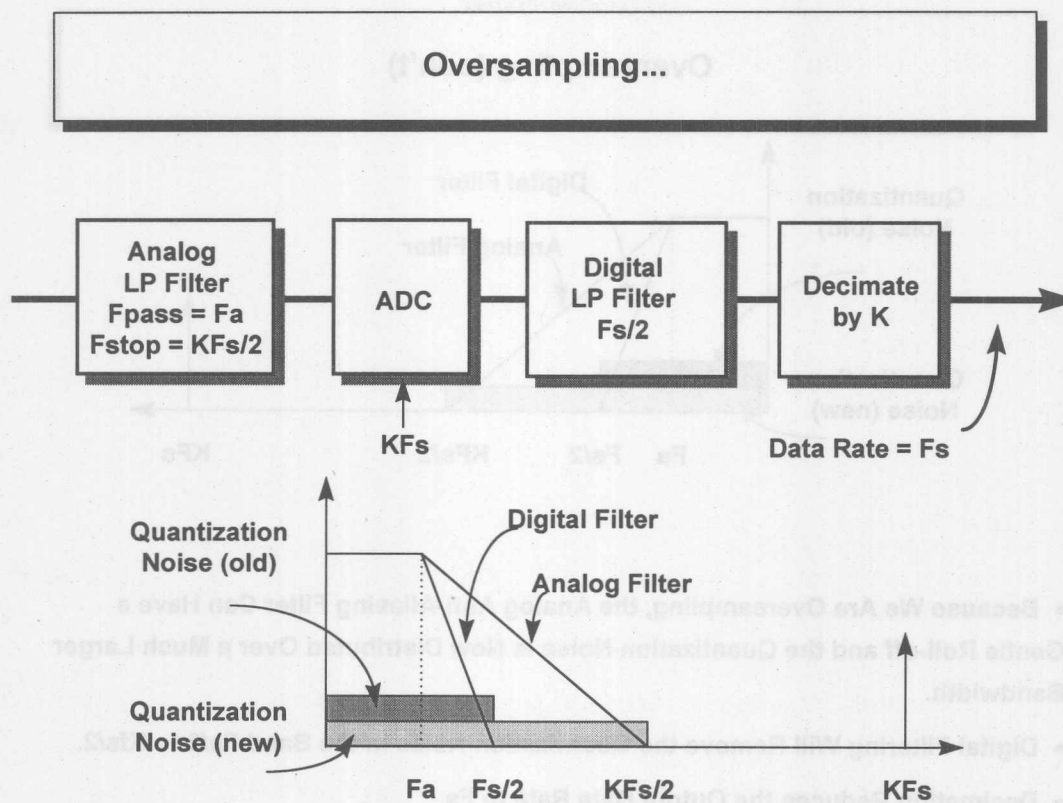 Oversampling...
Analog
LP Filter
Fpass = Fa
Fstop = KFs/2
ADC
Digital
LP Filter
Fs/2
Decimate
by K
KFs
Data Rate = Fs
Quantization
Noise (old)
Digital Filter
Analog Filter
Quantization
Noise (new)
Fa Fs/2 KFs/2 KFs